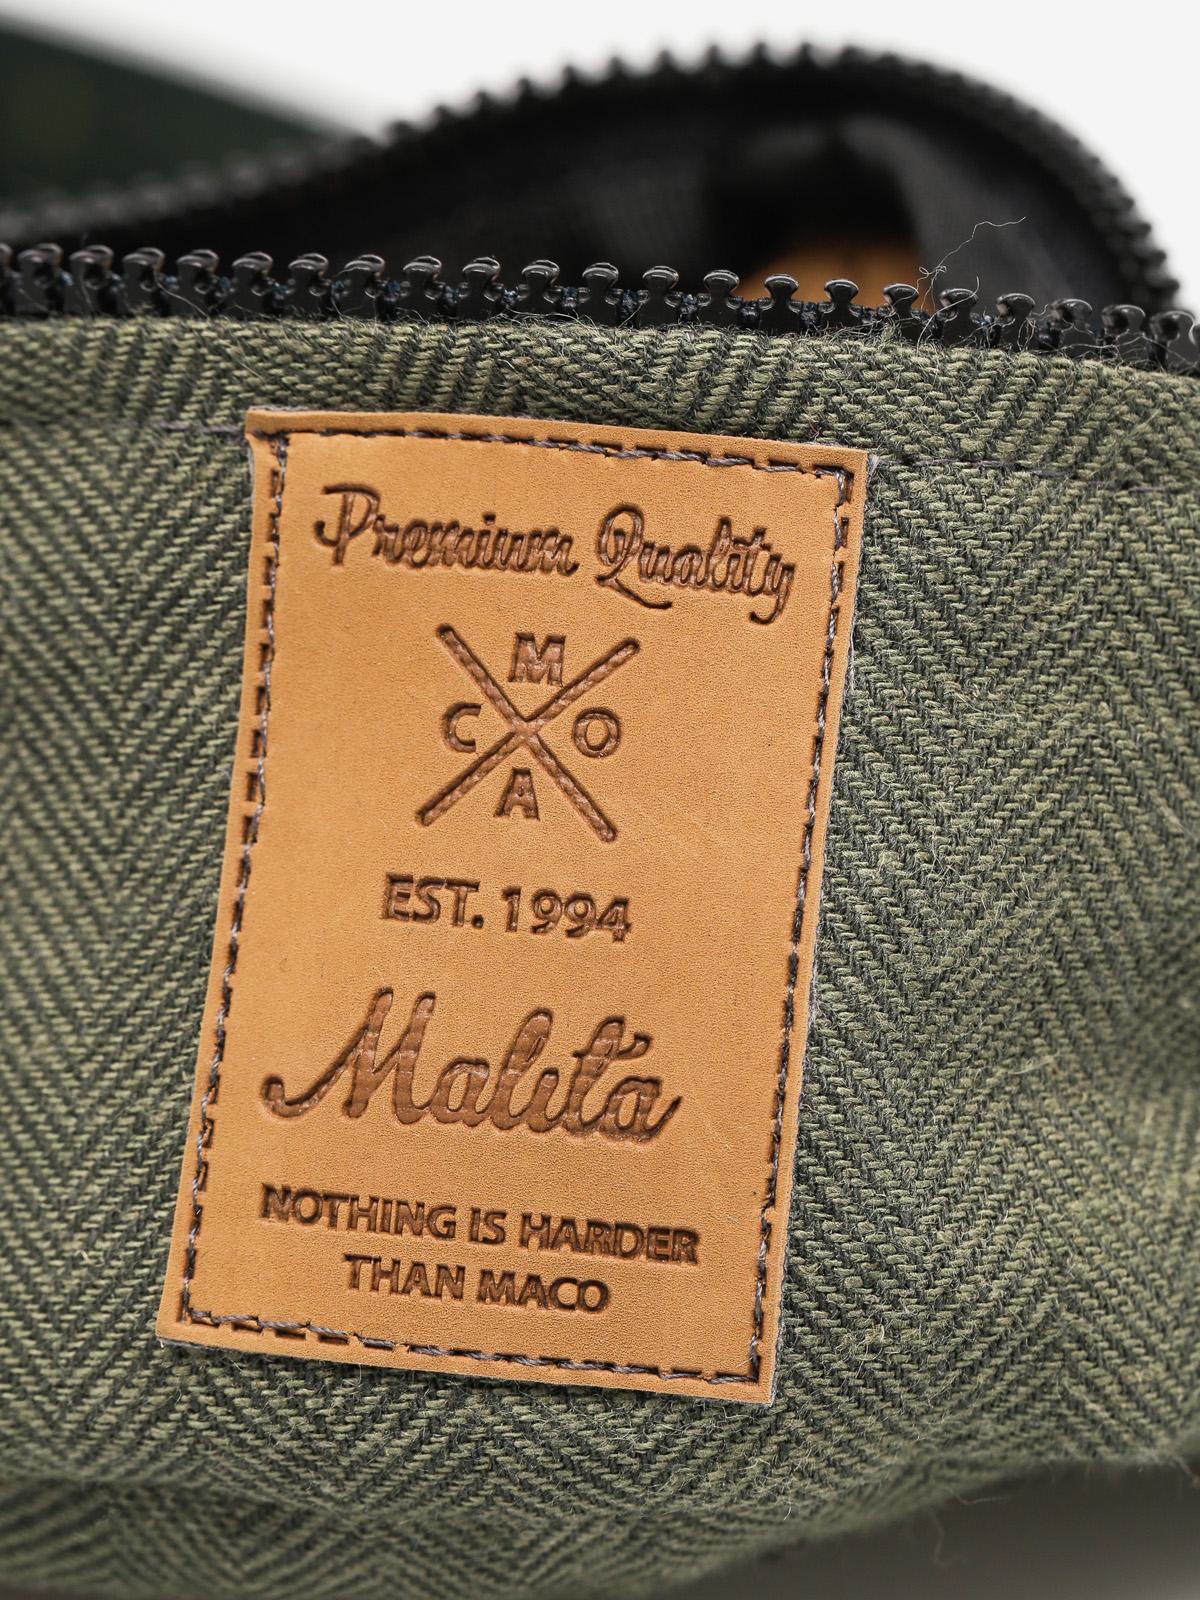 Premium Quality
M
C O
A
EST. 1994
Malita
NOTHING IS HARDER
THAN MACO